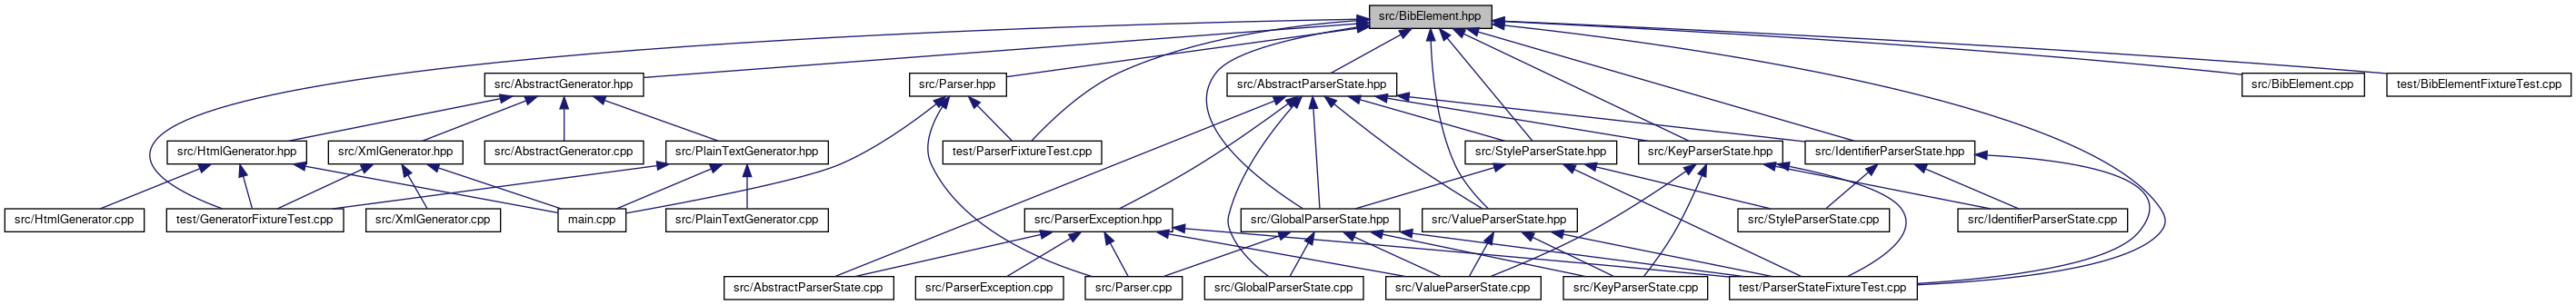 src/BibElement.hpp
src/AbstractGenerator.hpp
src/Parser.hpp
src/AbstractParserState.hpp
src/BibElement.cpp
test/BibElementFixtureTest.cpp
src/HtmlGenerator.hpp
src/XmlGenerator.hpp
src/AbstractGenerator.cpp
src/PlainTextGenerator.hpp
test/ParserFixtureTest.cpp
src/StyleParserState.hpp
src/KeyParserState.hpp
src/IdentifierParserState.hpp
src/HtmlGenerator.cpp
test/GeneratorFixtureTest.cpp
src/XmlGenerator.cpp
main.cpp
src/PlainTextGenerator.cpp
src/ParserException.hpp
src/GlobalParserState.hpp
src/ValueParserState.hpp
src/StyleParserState.cpp
src/IdentifierParserState.cpp
src/AbstractParserState.cpp
src/ParserException.cpp
src/Parser.cpp
src/GlobalParserState.cpp
src/ValueParserState.cpp
src/KeyParserState.cpp
test/ParserStateFixtureTest.cpp